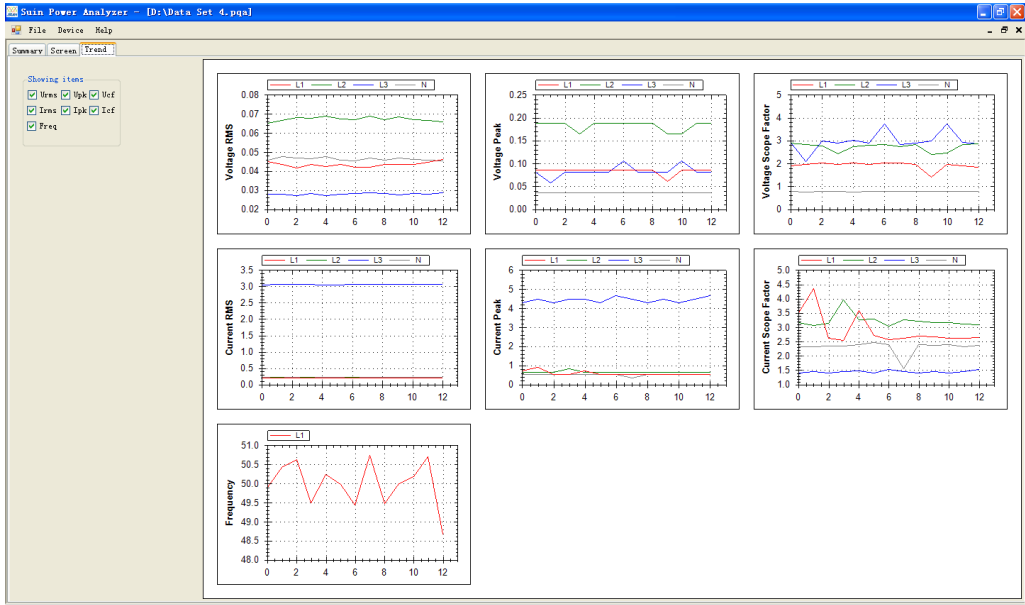 Suin Power Analyzer - [D:\Data Set 4.pqa]
File Device Help
Summary Screen Trend
Showing items
Urms Upk Ucf
Irms Ipk Icf
Freq
L1 L2 L3 N
Voltage RMS
0.08
0.07
0.06
0.05
0.04
0.03
0.02
0 2 4 6 8 10 12
L1 L2 L3 N
Voltage Peak
0.25
0.20
0.15
0.10
0.05
0.00
0 2 4 6 8 10 12
L1 L2 L3 N
Voltage Scope Factor
5
4
3
2
1
0
0 2 4 6 8 10 12
L1 L2 L3 N
Current RMS
3.5
3.0
2.5
2.0
1.5
1.0
0.5
0.0
0 2 4 6 8 10 12
L1 L2 L3 N
Current Peak
6
5
4
3
2
1
0
0 2 4 6 8 10 12
L1 L2 L3 N
Current Scope Factor
5.0
4.5
4.0
3.5
3.0
2.5
2.0
1.5
1.0
0 2 4 6 8 10 12
L1
Frequency
51.0
50.5
50.0
49.5
49.0
48.5
48.0
0 2 4 6 8 10 12